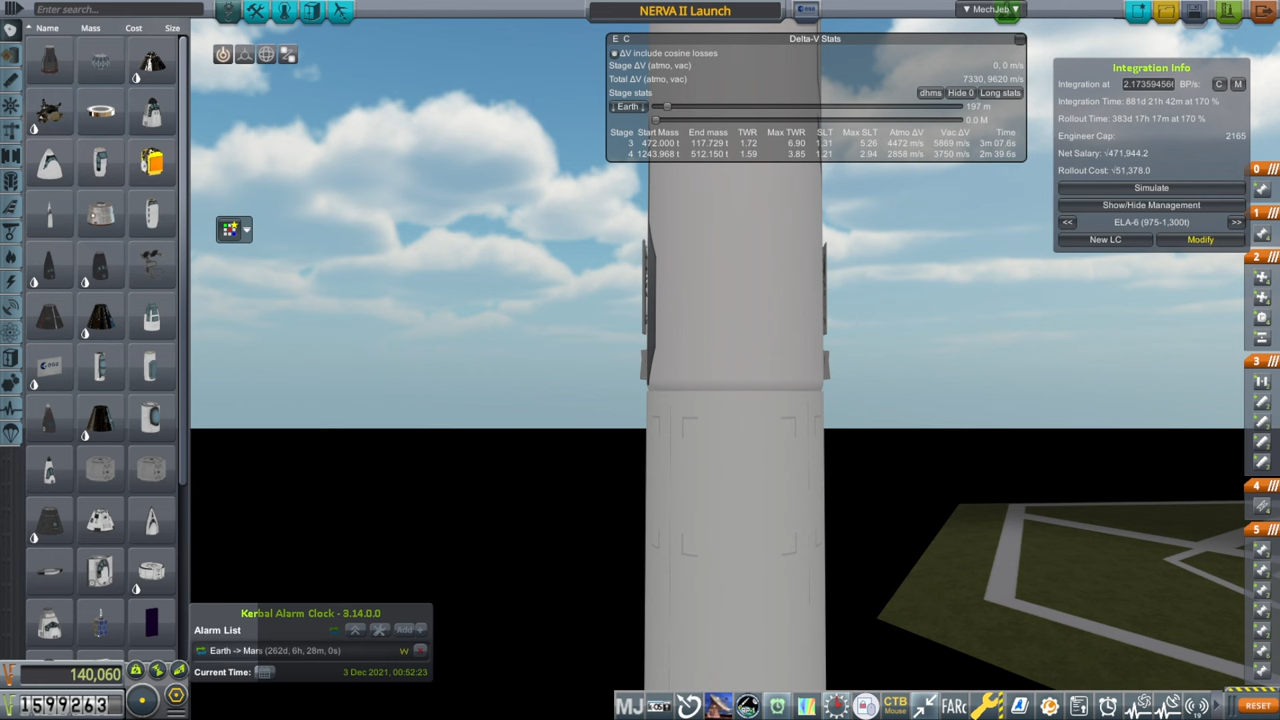 Enter search...
NERVA II Launch
esa
▼ MechJeb ▼
Name Mass Cost Size
E C Delta-V Stats
ΔV include cosine losses
Stage ΔV (atmo, vac) 0, 0 m/s
Total ΔV (atmo, vac) 7330, 9620 m/s
Stage stats dhms Hide 0 Long stats
↓ Earth ↓ 197 m
0.0 M
Stage Start Mass End mass TWR Max TWR SLT Max SLT Atmo ΔV Vac ΔV Time
3 472.000 t 117.729 t 1.72 6.90 1.31 5.26 4472 m/s 5869 m/s 3m 07.6s
4 1243.968 t 512.150 t 1.59 3.85 1.21 2.94 2858 m/s 3750 m/s 2m 39.6s
Integration Info
Integration at 2.17359456 BP/s: C M
Integration Time: 881d 21h 42m at 170 %
Rollout Time: 383d 17h 17m at 170 %
Engineer Cap: 2165
Net Salary: √471,944.2
Rollout Cost: √51,378.0
Simulate
Show/Hide Management
<< ELA-6 (975-1,300t) >>
New LC Modify
0
1
2
3
4
5
esa
Kerbal Alarm Clock - 3.14.0.0
Alarm List Add +
Earth -> Mars (262d, 6h, 28m, 0s) W
Current Time: 3 Dec 2021, 00:52:23
140,060
1599263
MJ
CTB
Mouse
FARc
RESET